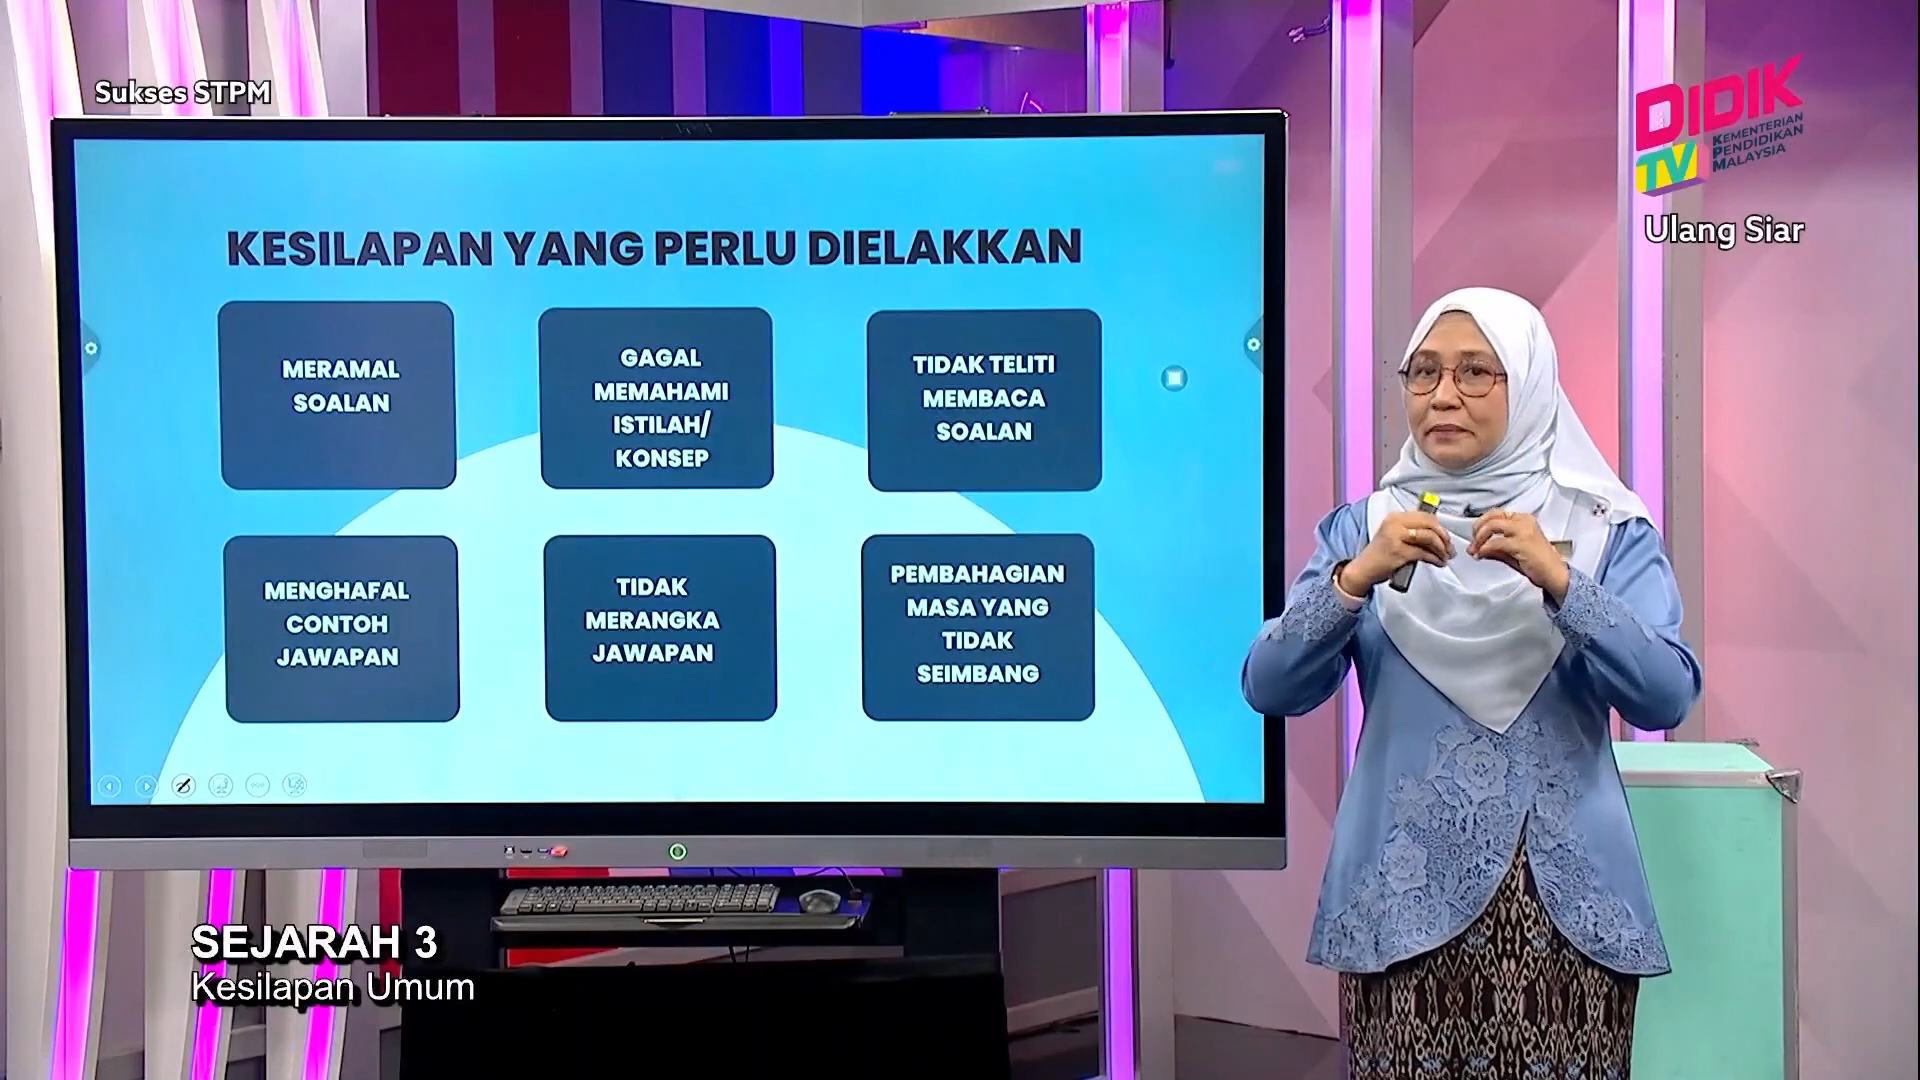 Sukses STPM
DIDIK
TV
KEMENTERIAN
PENDIDIKAN
MALAYSIA
Ulang Siar
KESILAPAN YANG PERLU DIELAKKAN
MERAMAL
SOALAN
GAGAL
MEMAHAMI
ISTILAH/
KONSEP
TIDAK TELITI
MEMBACA
SOALAN
MENGHAFAL
CONTOH
JAWAPAN
TIDAK
MERANGKA
JAWAPAN
PEMBAHAGIAN
MASA YANG
TIDAK
SEIMBANG
SEJARAH 3
Kesilapan Umum